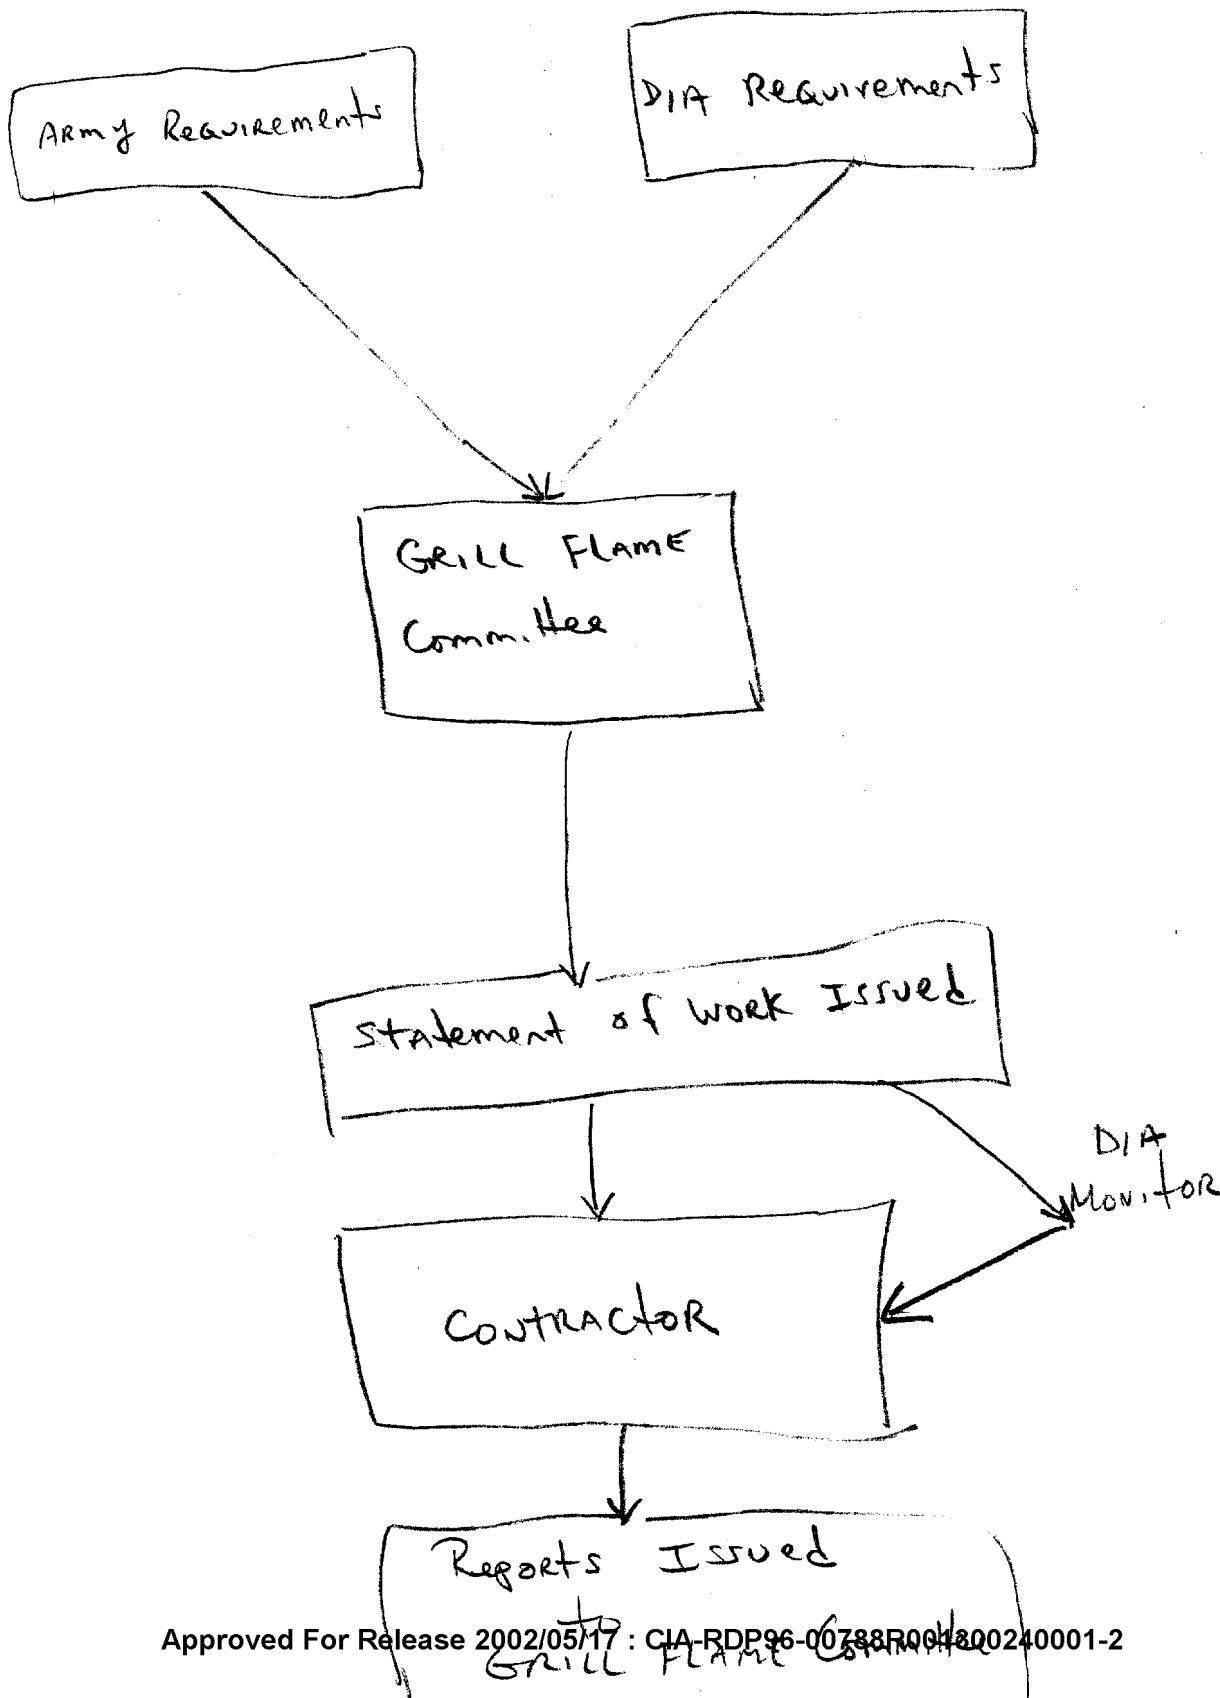 Army Requirements
DIA Requirements
GRILL FLAME
Committee
Statement of Work Issued
DIA
Monitor
Contractor
Reports Issued
to
Approved For Release 2002/05/17 : CIA-RDP96-00788R001300240001-2
GRILL FLAME Committee